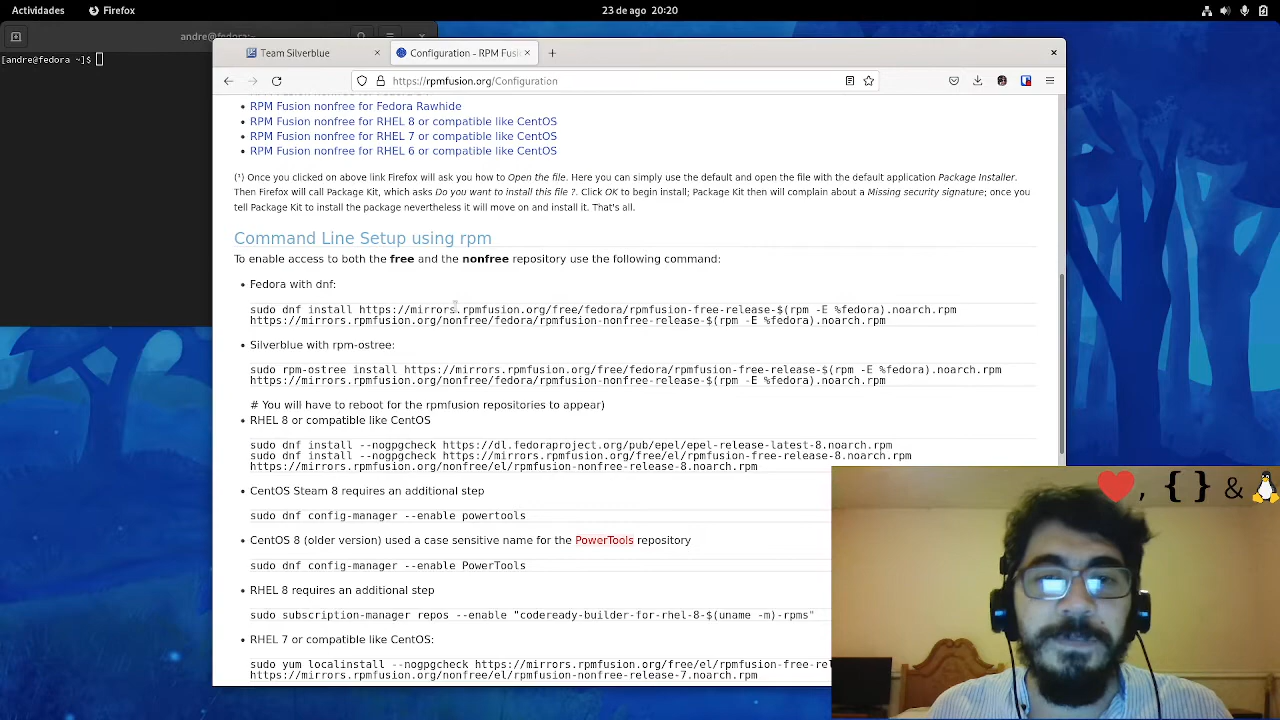 Actividades Firefox 23 de ago 20:20
andre@fedora:~
[andre@fedora ~]$
Team Silverblue
Configuration - RPM Fusi
https://rpmfusion.org/Configuration
RPM Fusion nonfree for Fedora Rawhide
RPM Fusion nonfree for RHEL 8 or compatible like CentOS
RPM Fusion nonfree for RHEL 7 or compatible like CentOS
RPM Fusion nonfree for RHEL 6 or compatible like CentOS
(¹) Once you clicked on above link Firefox will ask you how to Open the file. Here you can simply use the default and open the file with the default application Package Installer.
Then Firefox will call Package Kit, which asks Do you want to install this file ?. Click OK to begin install; Package Kit then will complain about a Missing security signature; once you
tell Package Kit to install the package nevertheless it will move on and install it. That's all.
Command Line Setup using rpm
To enable access to both the free and the nonfree repository use the following command:
Fedora with dnf:
sudo dnf install https://mirrors.rpmfusion.org/free/fedora/rpmfusion-free-release-$(rpm -E %fedora).noarch.rpm
https://mirrors.rpmfusion.org/nonfree/fedora/rpmfusion-nonfree-release-$(rpm -E %fedora).noarch.rpm
Silverblue with rpm-ostree:
sudo rpm-ostree install https://mirrors.rpmfusion.org/free/fedora/rpmfusion-free-release-$(rpm -E %fedora).noarch.rpm
https://mirrors.rpmfusion.org/nonfree/fedora/rpmfusion-nonfree-release-$(rpm -E %fedora).noarch.rpm
# You will have to reboot for the rpmfusion repositories to appear)
RHEL 8 or compatible like CentOS
sudo dnf install --nogpgcheck https://dl.fedoraproject.org/pub/epel/epel-release-latest-8.noarch.rpm
sudo dnf install --nogpgcheck https://mirrors.rpmfusion.org/free/el/rpmfusion-free-release-8.noarch.rpm
https://mirrors.rpmfusion.org/nonfree/el/rpmfusion-nonfree-release-8.noarch.rpm
CentOS Steam 8 requires an additional step
sudo dnf config-manager --enable powertools
CentOS 8 (older version) used a case sensitive name for the PowerTools repository
sudo dnf config-manager --enable PowerTools
RHEL 8 requires an additional step
sudo subscription-manager repos --enable "codeready-builder-for-rhel-8-$(uname -m)-rpms"
RHEL 7 or compatible like CentOS:
sudo yum localinstall --nogpgcheck https://mirrors.rpmfusion.org/free/el/rpmfusion-free-rel
https://mirrors.rpmfusion.org/nonfree/el/rpmfusion-nonfree-release-7.noarch.rpm
, { } &